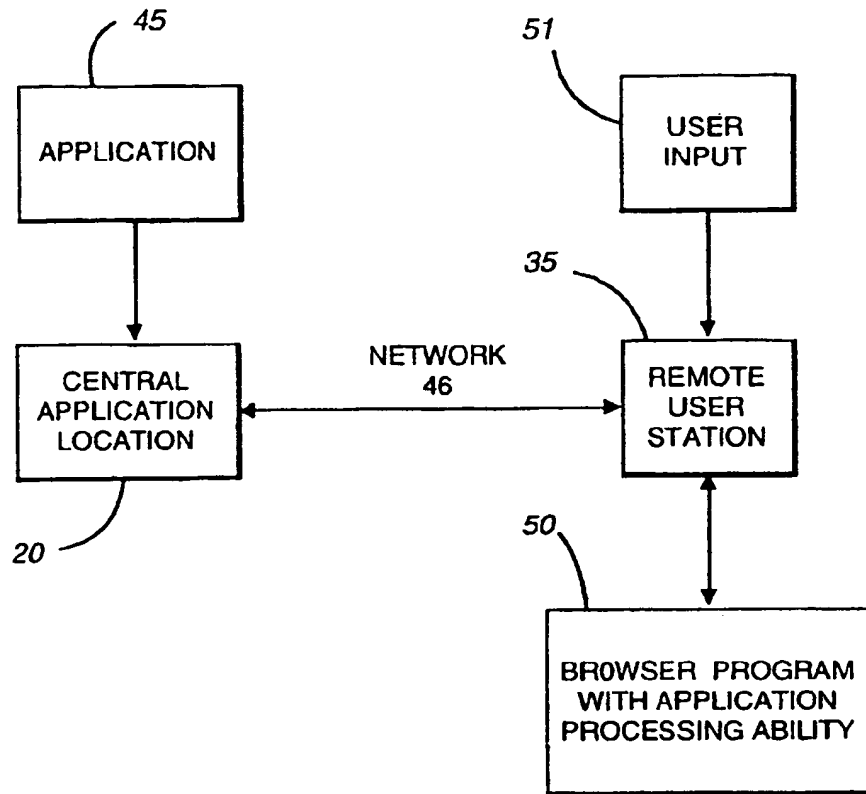 45
51
APPLICATION
USER
INPUT
35
CENTRAL
APPLICATION
LOCATION
NETWORK
46
REMOTE
USER
STATION
20
50
BROWSER PROGRAM
WITH APPLICATION
PROCESSING ABILITY